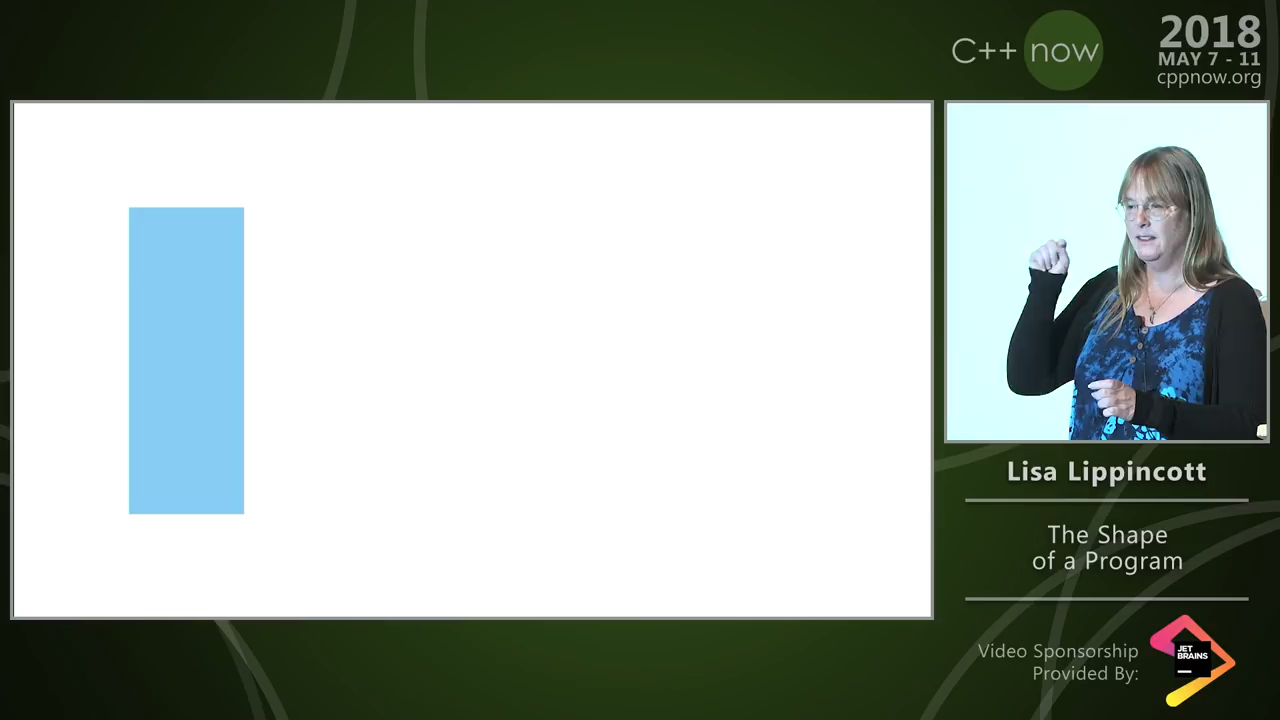 C++ now
2018
MAY 7 - 11
cppnow.org
Lisa Lippincott
The Shape
of a Program
Video Sponsorship
Provided By:
JET
BRAINS